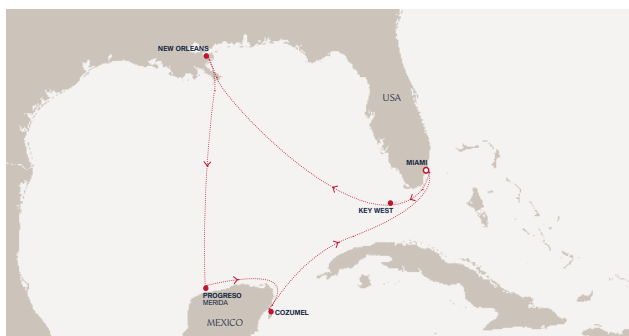 NEW ORLEANS
USA
MIAMI
KEY WEST
PROGRESO
MERIDA
COZUMEL
MEXICO